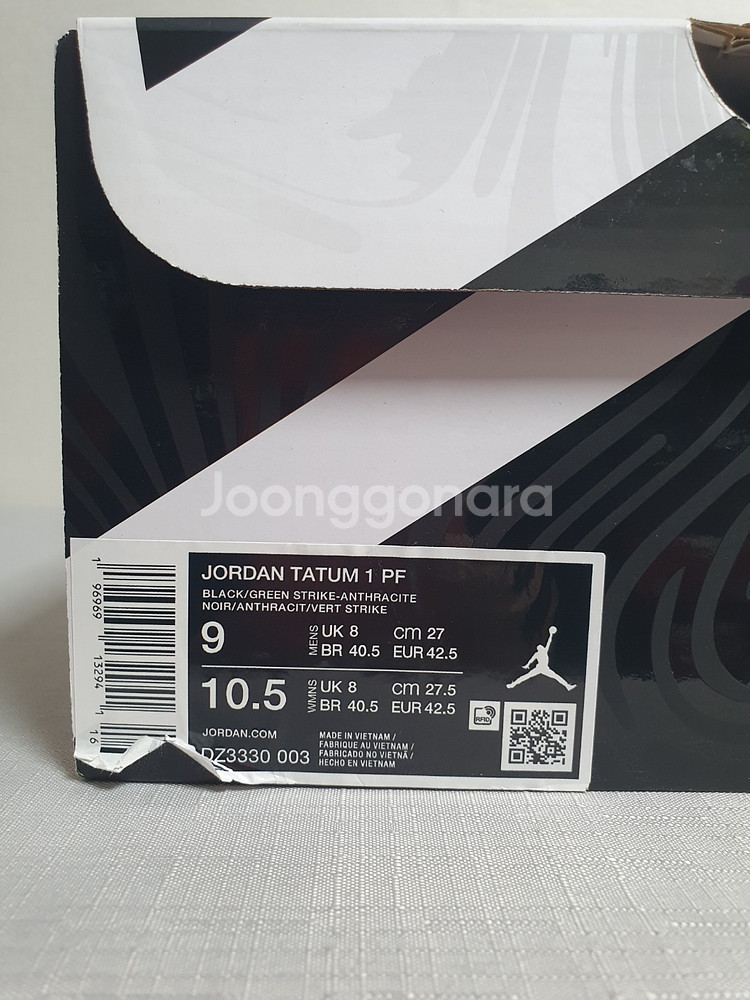 Joonggonara
JORDAN TATUM 1 PF
BLACK/GREEN STRIKE-ANTHRACITE
NOIR/ANTHRACIT/VERT STRIKE
9 MENS UK 8 cm 27
BR 40.5 EUR 42.5
10.5 WMNS UK 8 cm 27.5
BR 40.5 EUR 42.5
JORDAN.COM
DZ3330 003
MADE IN VIETNAM /
FABRIQUE AU VIETNAM /
FABRICADO NO VIETNÃ /
HECHO EN VIETNAM
RFID
1 96969 13294 1 16